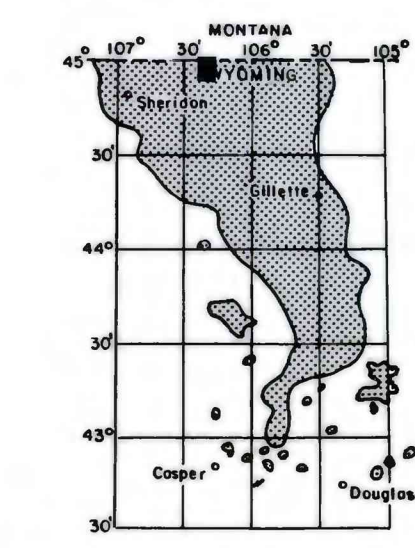 MONTANA
107° 30' 106° 30' 105°
45°
WYOMING
Sheridon
30'
Gillette
44°
30'
43°
Casper
Douglas
30'